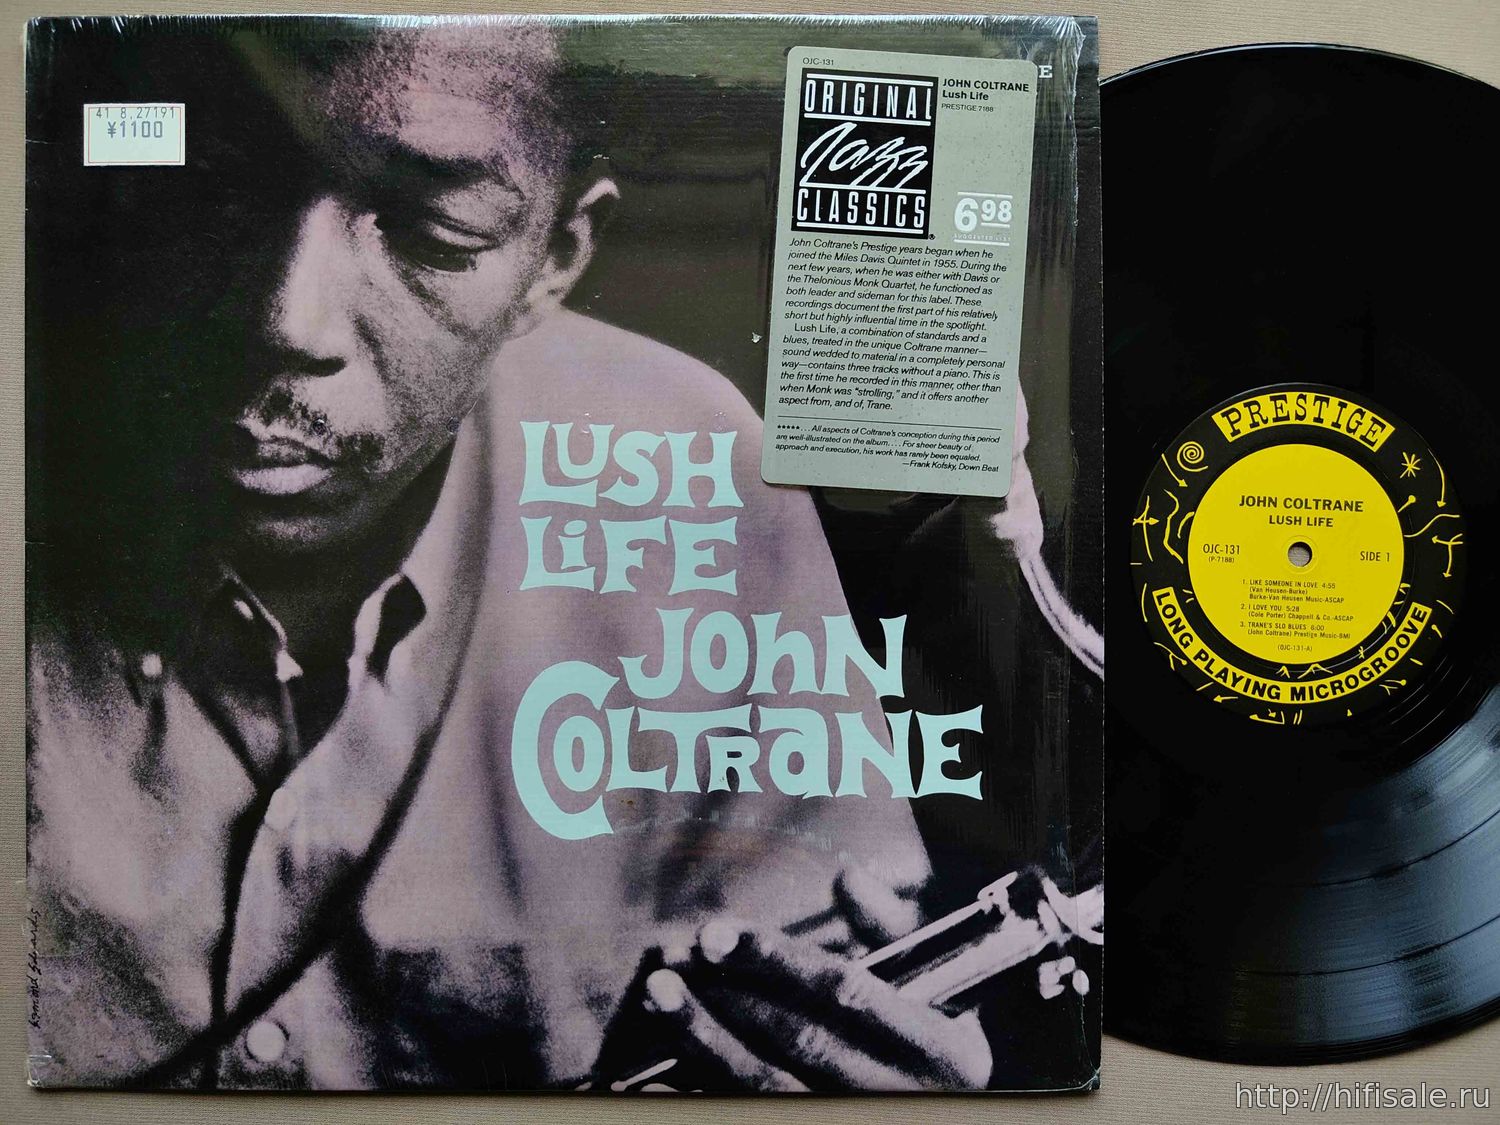 41 8.27191
¥1100
E
OJC-131
ORIGINAL
Jazz
CLASSICS
JOHN COLTRANE
Lush Life
PRESTIGE 7188
6 98
SUGGESTED LIST
John Coltrane's Prestige years began when he
joined the Miles Davis Quintet in 1955. During the
next few years, when he was either with Davis or
the Thelonious Monk Quartet, he functioned as
both leader and sideman for this label. These
recordings document the first part of his relatively
short but highly influential time in the spotlight.
Lush Life, a combination of standards and a
blues, treated in the unique Coltrane manner—
sound wedded to material in a completely personal
way—contains three tracks without a piano. This is
the first time he recorded in this manner, other than
when Monk was "strolling," and it offers another
aspect from, and of, Trane.
★★★★★ . . . All aspects of Coltrane's conception during this period
are well-illustrated on the album. . . . For sheer beauty of
approach and execution, his work has rarely been equaled.
—Frank Kofsky, Down Beat
LUSH
LiFE
JOhN
COLTRaNE
PRESTIGE
JOHN COLTRANE
LUSH LIFE
OJC-131
(P-7188)
SIDE 1
1. LIKE SOMEONE IN LOVE 4:55
(Van Heusen-Burke)
Burke-Van Heusen Music-ASCAP
2. I LOVE YOU 5:28
(Cole Porter) Chappell & Co.-ASCAP
3. TRANE'S SLO BLUES 6:00
(John Coltrane) Prestige Music-BMI
(OJC-131-A)
LONG PLAYING MICROGROOVE
http://hifisale.ru